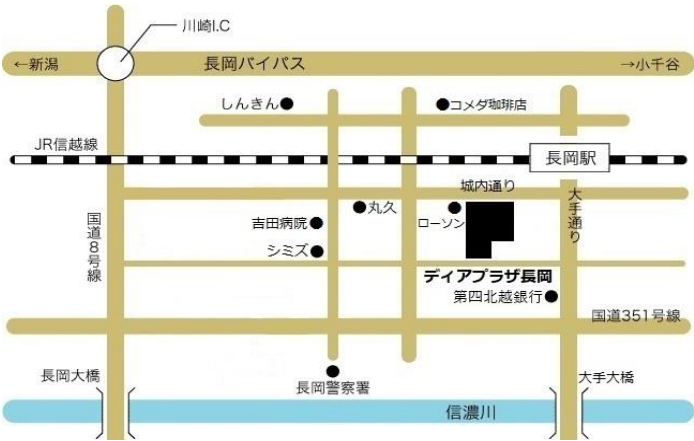 川崎I.C
←新潟
長岡バイパス
→小千谷
しんきん
コメダ珈琲店
JR信越線
長岡駅
城内通り
国道8号線
丸久
ローソン
大手通り
吉田病院
シミズ
ディアプラザ長岡
第四北越銀行
国道351号線
長岡大橋
長岡警察署
大手大橋
信濃川